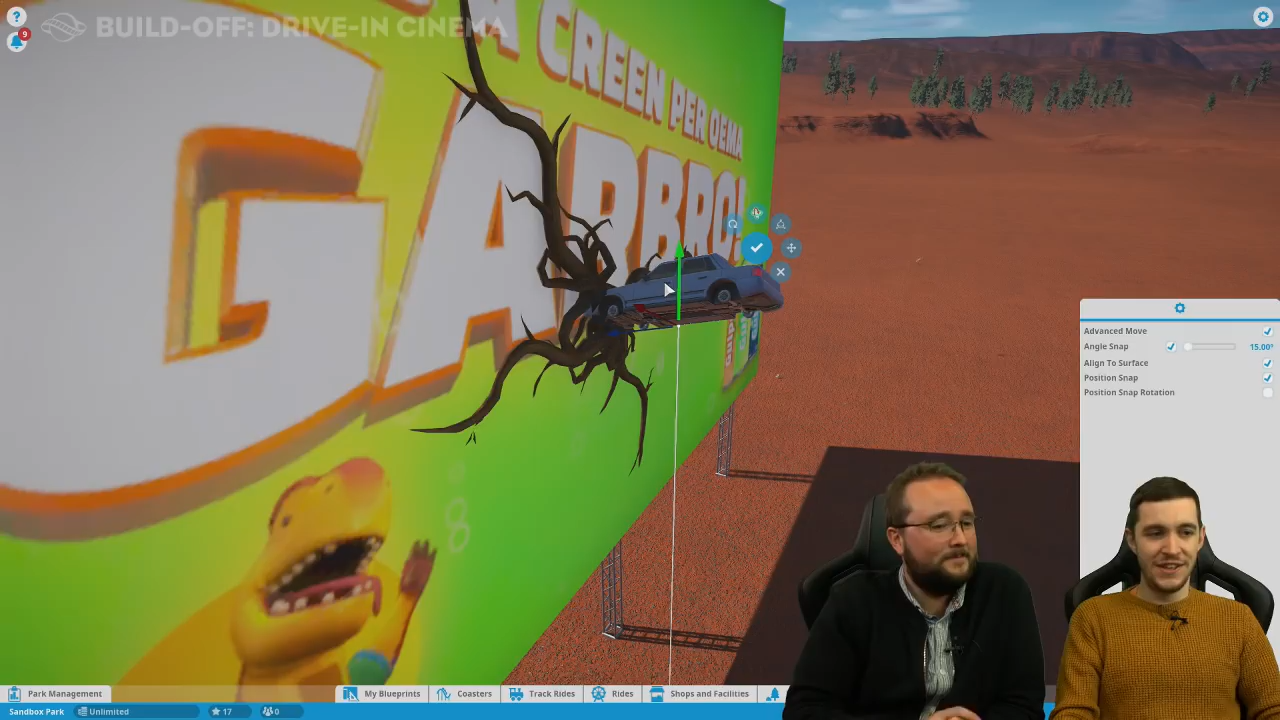 ?
9
BUILD-OFF: DRIVE-IN CINEMA
A CREEN PER OEMA
GARBRO!
Gulp
8
Advanced Move
Angle Snap 15.00°
Align To Surface
Position Snap
Position Snap Rotation
Park Management
My Blueprints
Coasters
Track Rides
Rides
Shops and Facilities
Sandbox Park
Unlimited
17
0